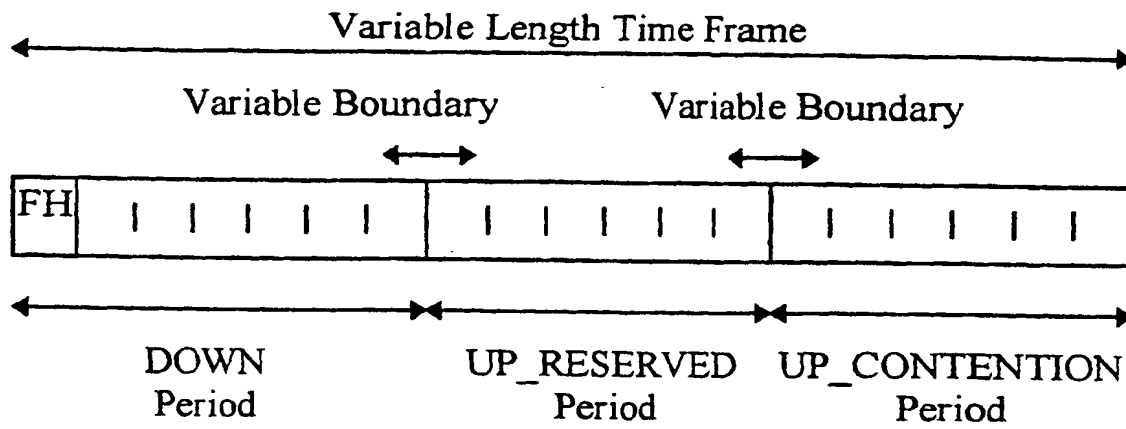 Variable Length Time Frame
Variable Boundary
Variable Boundary
FH
DOWN
Period
UP_RESERVED
Period
UP_CONTENTION
Period